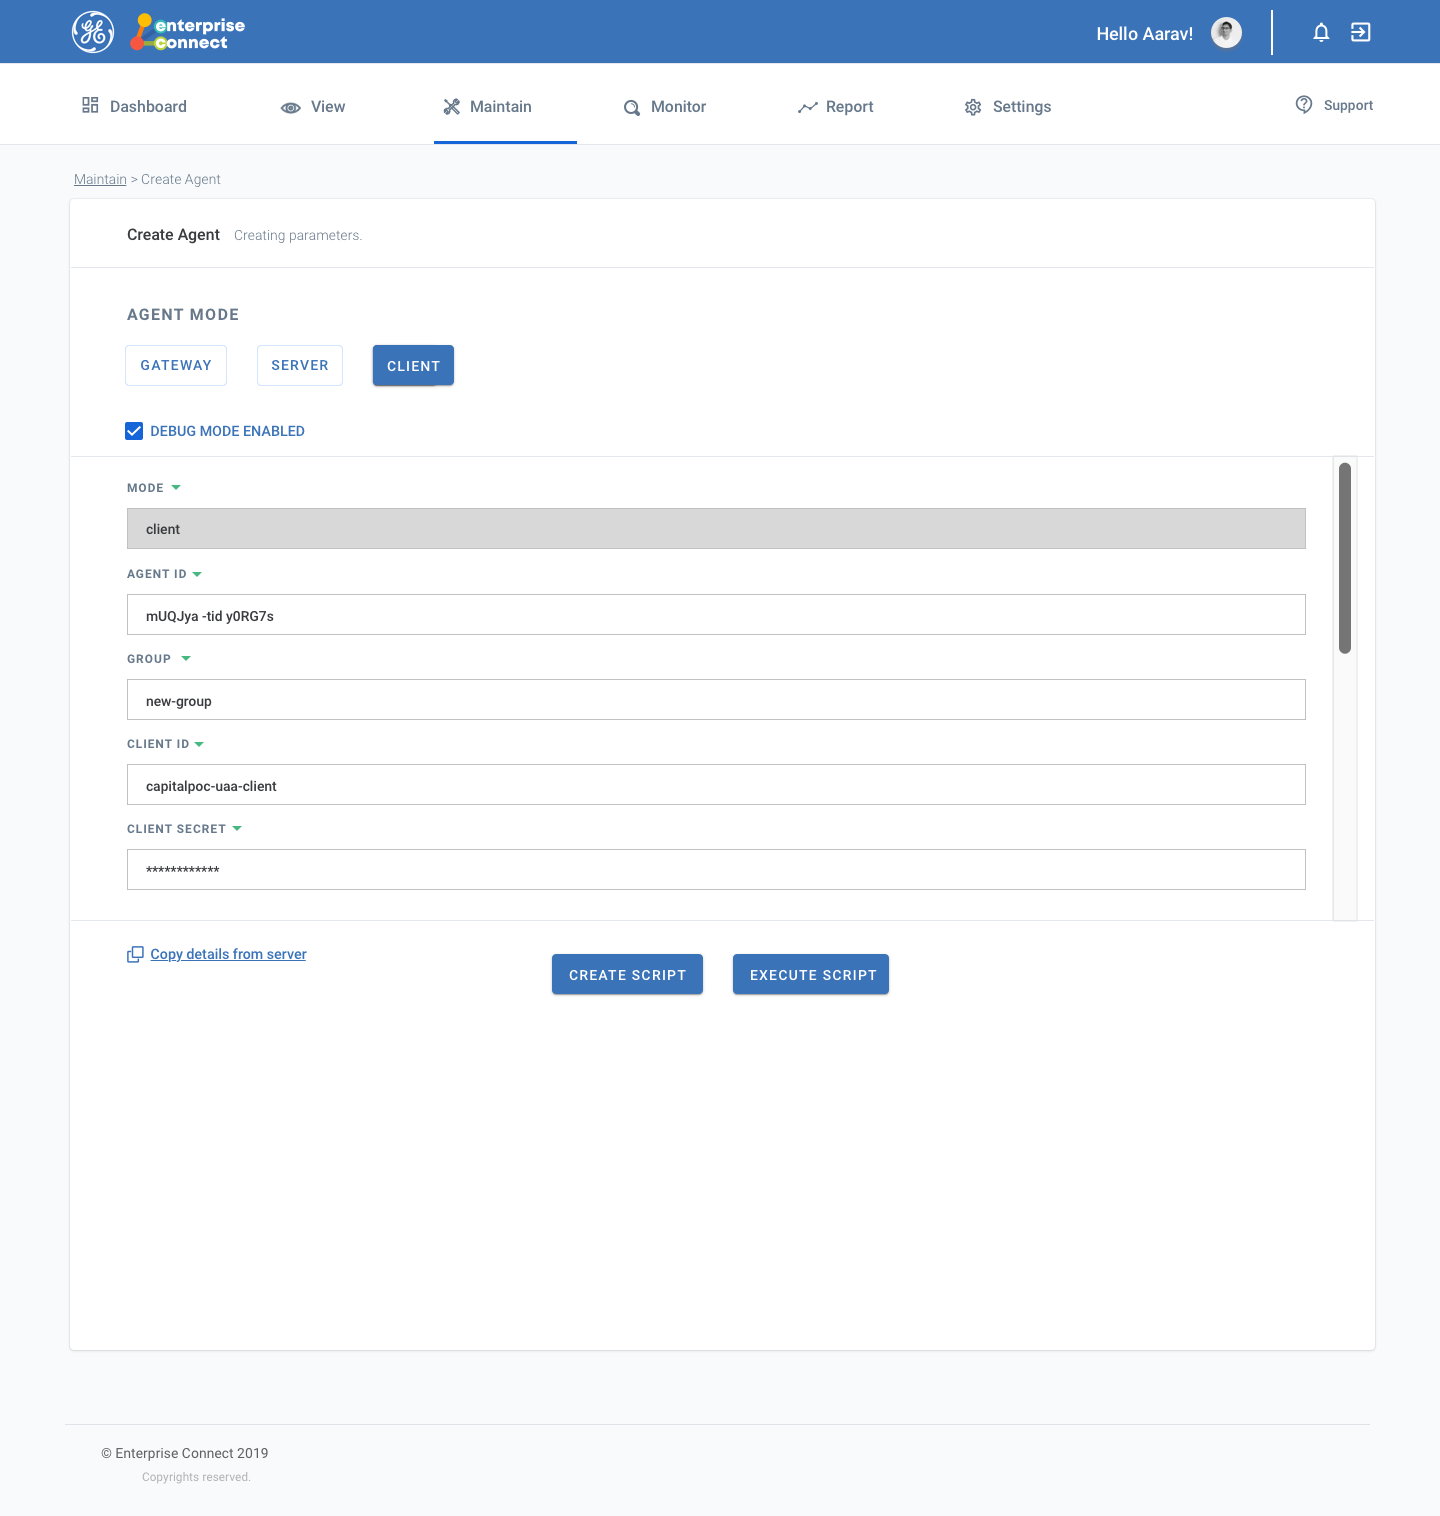 enterprise
connect
Hello Aarav!
Dashboard
View
Maintain
Monitor
Report
Settings
Support
Maintain > Create Agent
Create Agent Creating parameters.
AGENT MODE
GATEWAY
SERVER
CLIENT
DEBUG MODE ENABLED
MODE
client
AGENT ID
mUQJya -tid y0RG7s
GROUP
new-group
CLIENT ID
capitalpoc-uaa-client
CLIENT SECRET
************
Copy details from server
CREATE SCRIPT
EXECUTE SCRIPT
© Enterprise Connect 2019
Copyrights reserved.